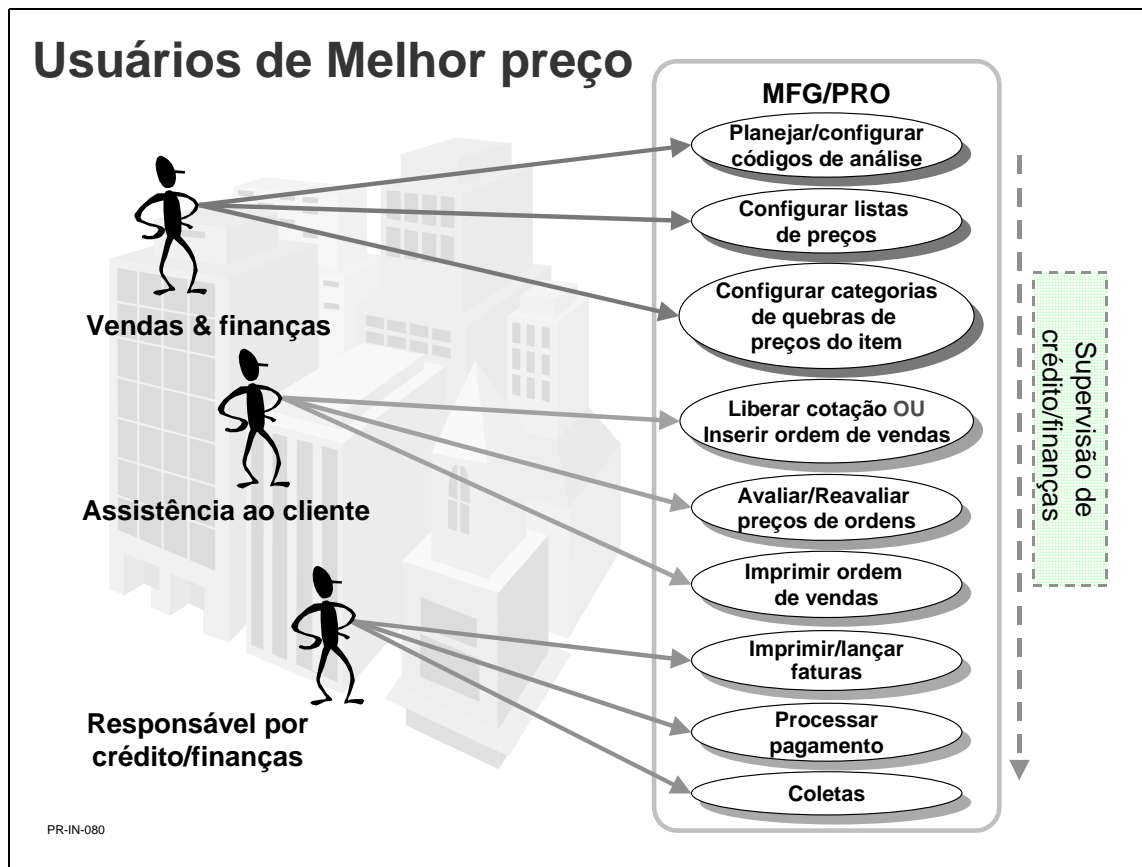 Usuários de Melhor preço
MFG/PRO
Planejar/configurar
códigos de análise
Configurar listas
de preços
Configurar categorias
de quebras de
preços do item
Liberar cotação OU
Inserir ordem de vendas
Avaliar/Reavaliar
preços de ordens
Imprimir ordem
de vendas
Imprimir/lançar
faturas
Processar
pagamento
Coletas
Vendas & finanças
Assistência ao cliente
Responsável por
crédito/finanças
Supervisão de
crédito/finanças
PR-IN-080